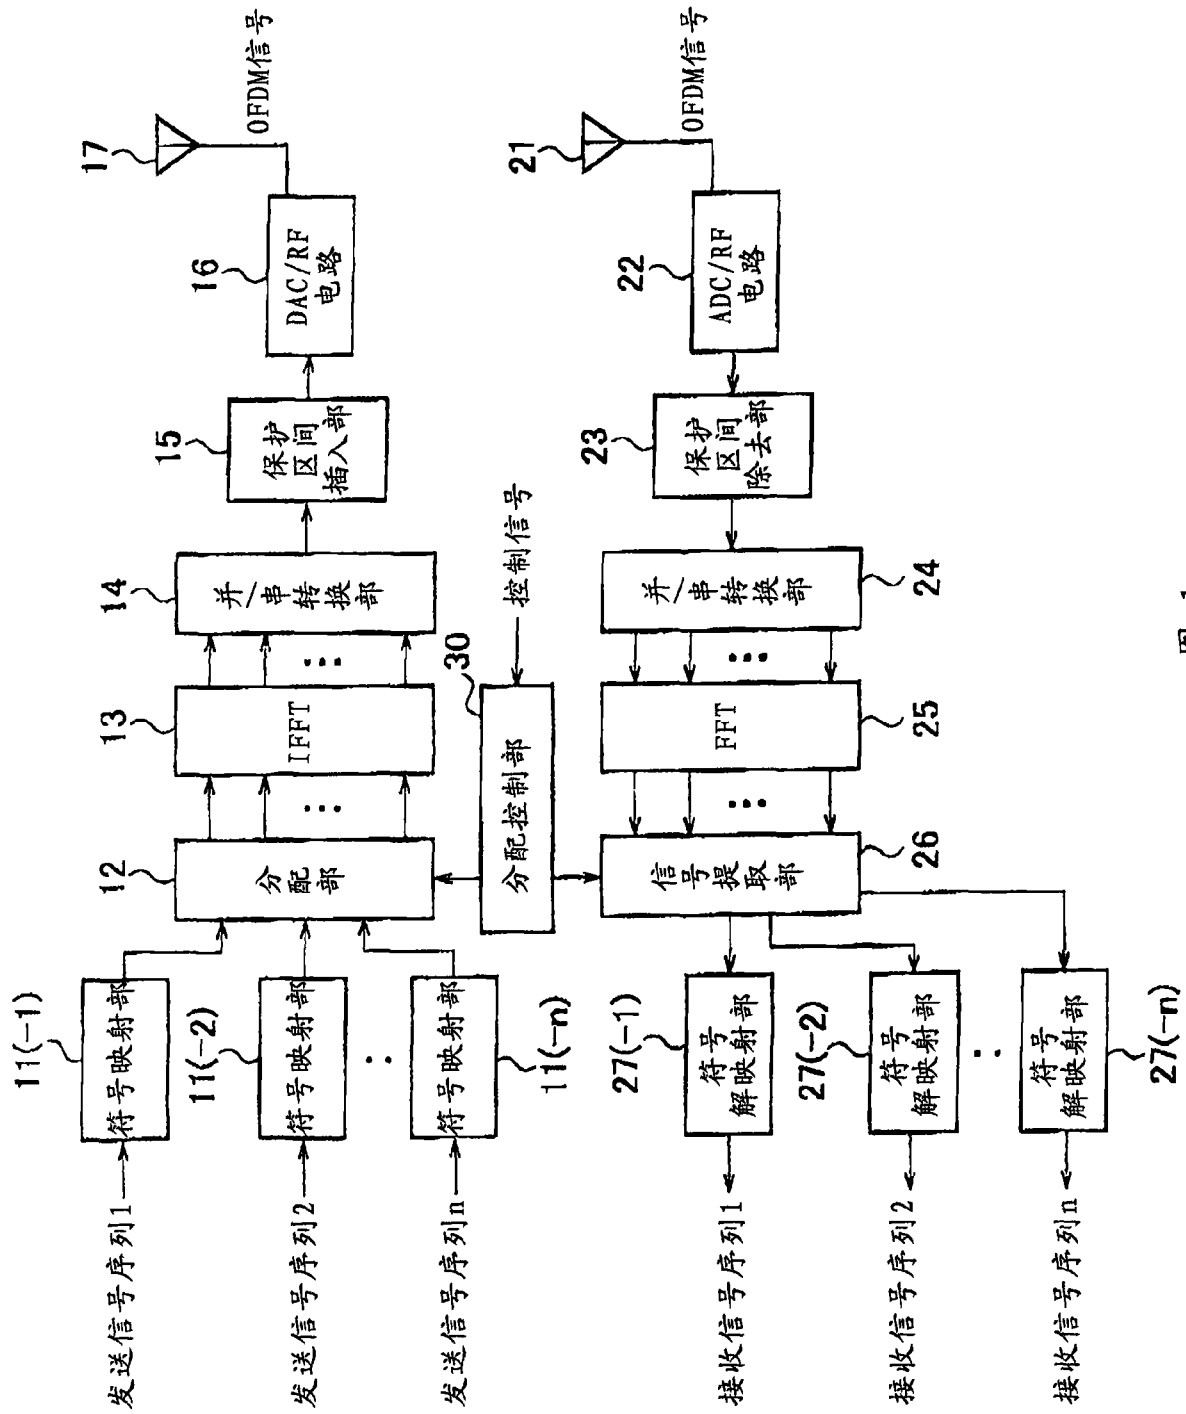 发送信号序列1
11(-1)
符号映射部
发送信号序列2
11(-2)
符号映射部
发送信号序列n
11(-n)
符号映射部
12
分配部
13
IFFT
14
并/串转换部
15
保护
区间
插入部
16
DAC/RF
电路
17
OFDM信号
30
分配控制部
控制信号
21
OFDM信号
22
ADC/RF
电路
23
保护
区间
除去部
24
并/串转换部
25
FFT
26
信号提取部
27(-1)
符号
解映射部
接收信号序列1
27(-2)
符号
解映射部
接收信号序列2
27(-n)
符号
解映射部
接收信号序列n